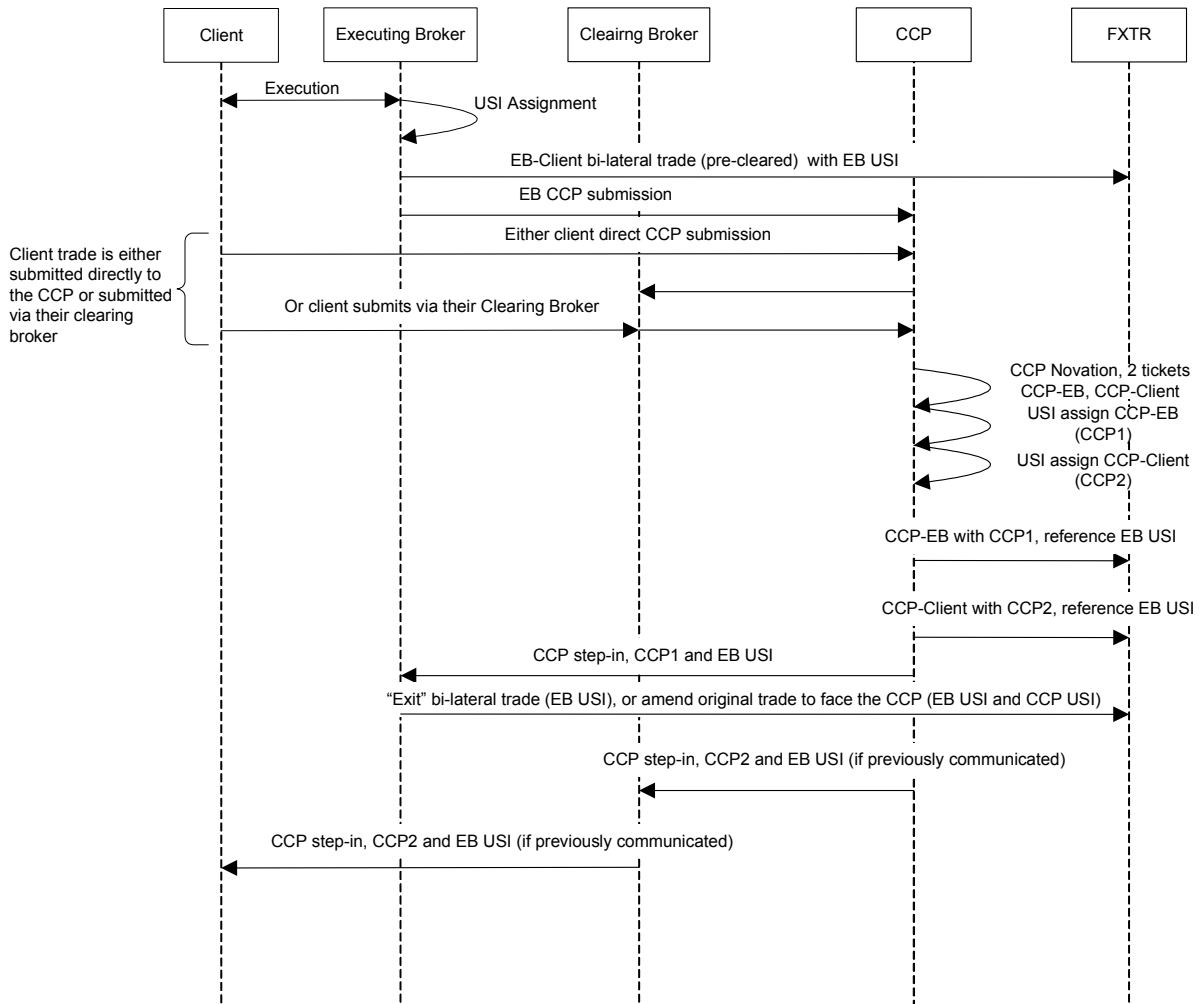 Client
Executing Broker
Cleairng Broker
CCP
FXTR
Execution
USI Assignment
EB-Client bi-lateral trade (pre-cleared)  with EB USI
EB CCP submission
Either client direct CCP submission
Client trade is either
submitted directly to
the CCP or submitted
via their clearing
broker
Or client submits via their Clearing Broker
CCP Novation, 2 tickets
CCP-EB, CCP-Client
USI assign CCP-EB
(CCP1)
USI assign CCP-Client
(CCP2)
CCP-EB with CCP1, reference EB USI
CCP-Client with CCP2, reference EB USI
CCP step-in, CCP1 and EB USI
“Exit” bi-lateral trade (EB USI), or amend original trade to face the CCP (EB USI and CCP USI)
CCP step-in, CCP2 and EB USI (if previously communicated)
CCP step-in, CCP2 and EB USI (if previously communicated)